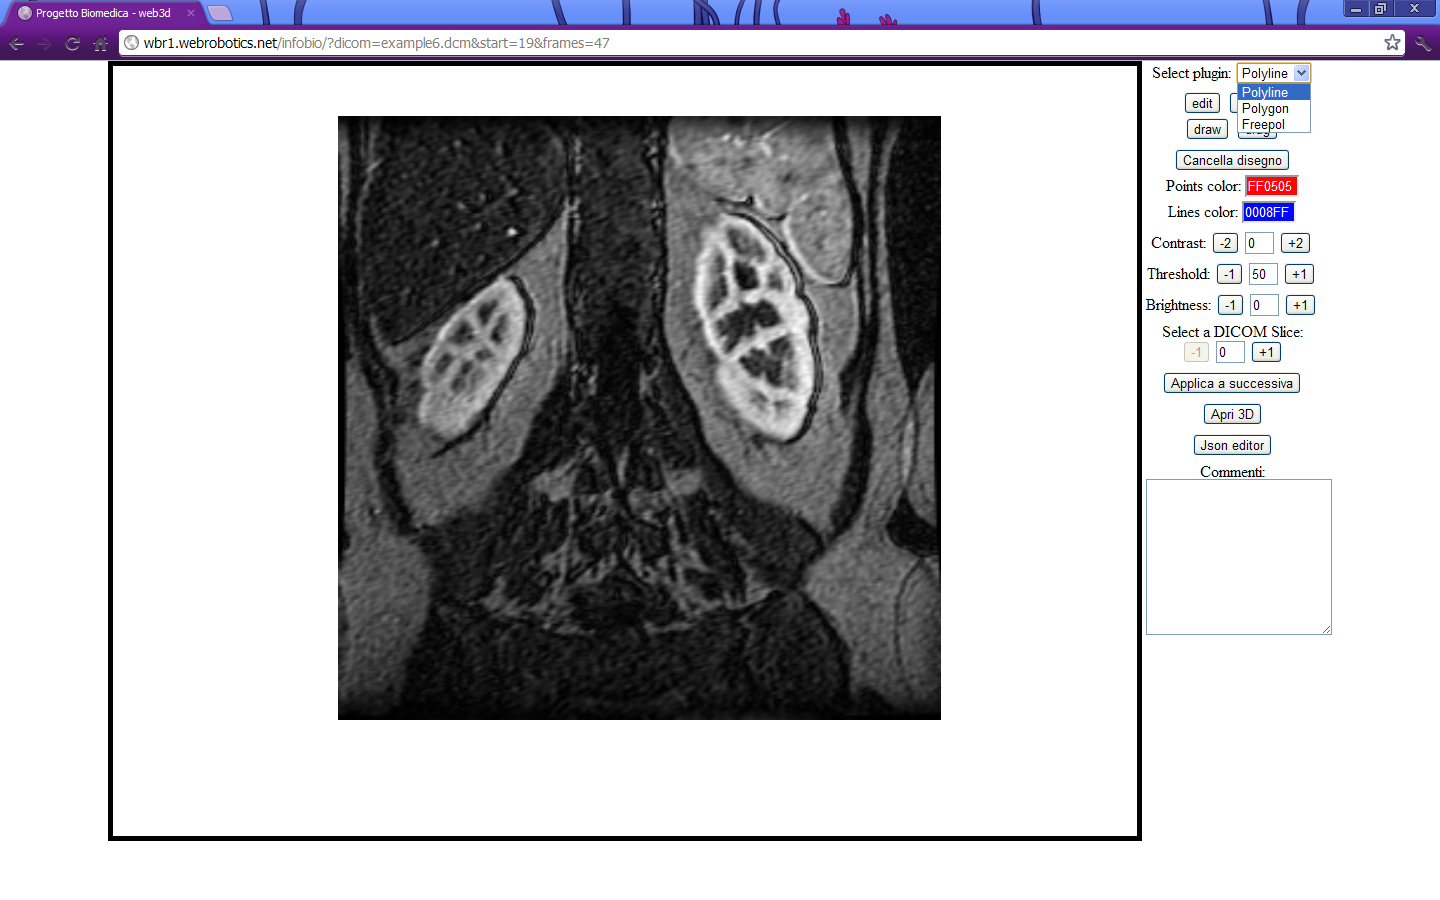 Progetto Biomedica - web3d
wbr1.webrobotics.net/infobio/?dicom=example6.dcm&start=19&frames=47
Select plugin: Polyline
Polyline
Polygon
Freepol
edit
draw
Cancella disegno
Points color: FF0505
Lines color: 0008FF
Contrast: -2 0 +2
Threshold: -1 50 +1
Brightness: -1 0 +1
Select a DICOM Slice:
-1 0 +1
Applica a successiva
Apri 3D
Json editor
Commenti: